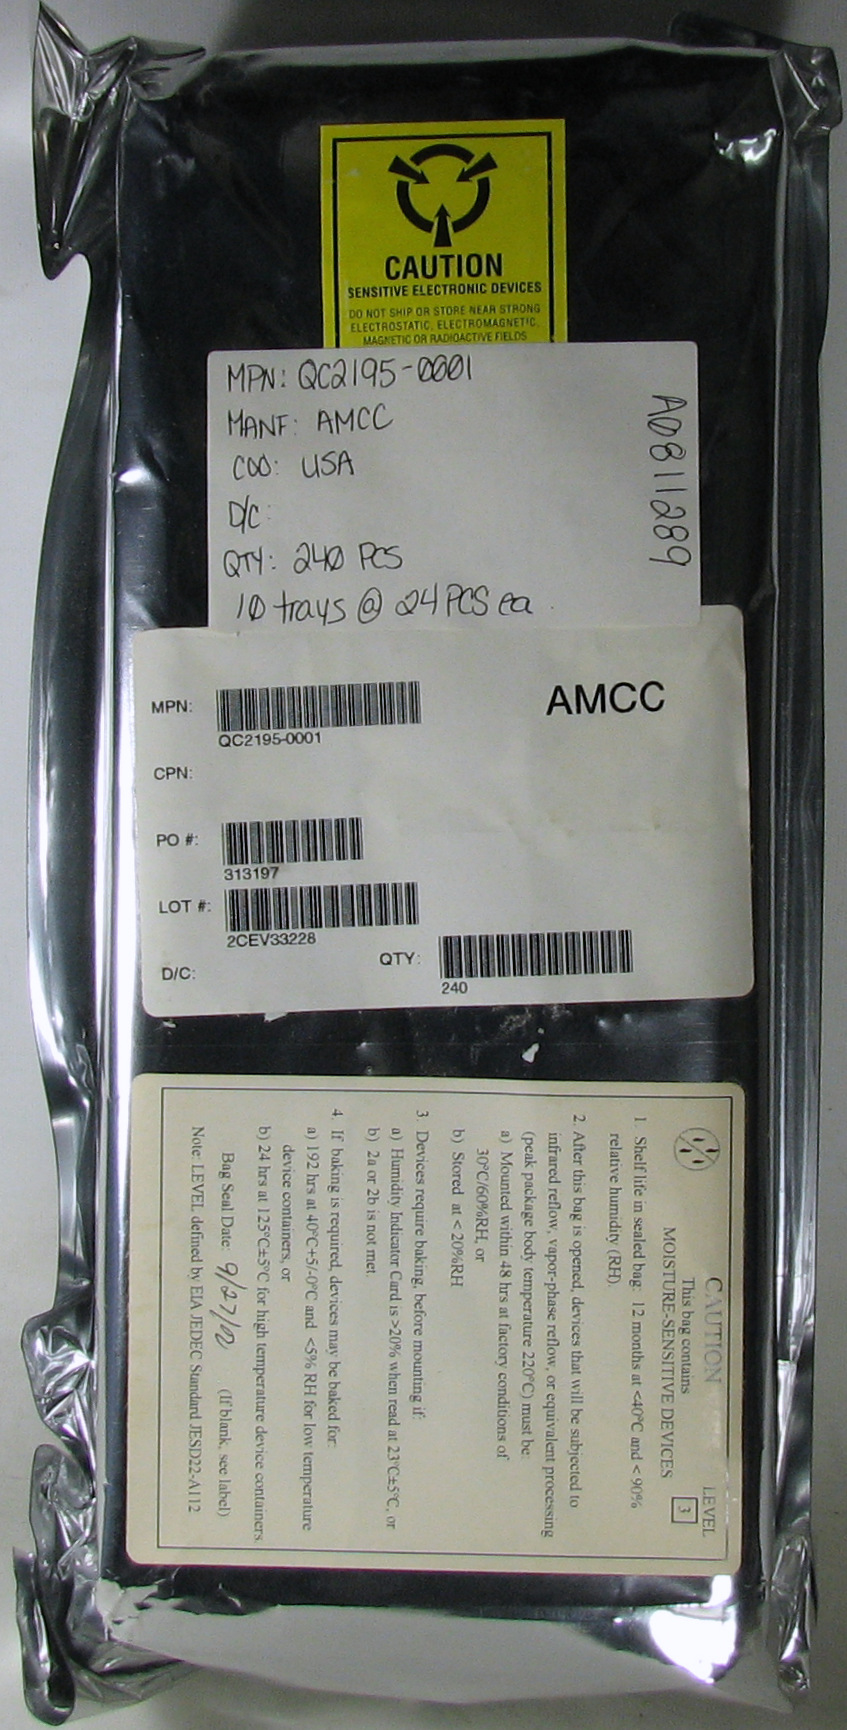 CAUTION
SENSITIVE ELECTRONIC DEVICES
DO NOT SHIP OR STORE NEAR STRONG
ELECTROSTATIC, ELECTROMAGNETIC,
MAGNETIC OR RADIOACTIVE FIELDS
MPN: QC2195-0001
MANF: AMCC
COO: USA
D/C:
QTY: 240 PCS
10 trays @ 24 PCS ea.
A0811289
AMCC
MPN:
QC2195-0001
CPN:
PO #:
313197
LOT #:
2CEV33228
D/C:
QTY:
240
CAUTION
This bag contains
MOISTURE-SENSITIVE DEVICES
LEVEL
3
1. Shelf life in sealed bag: 12 months at <40°C and < 90%
relative humidity (RH).
2. After this bag is opened, devices that will be subjected to
infrared reflow, vapor-phase reflow, or equivalent processing
(peak package body temperature 220°C) must be:
a) Mounted within 48 hrs at factory conditions of
30°C/60%RH, or
b) Stored at < 20%RH
3. Devices require baking, before mounting if:
a) Humidity Indicator Card is >20% when read at 23°C±5°C, or
b) 2a or 2b is not met.
4. If baking is required, devices may be baked for:
a) 192 hrs at 40°C+5/-0°C and <5% RH for low temperature
device containers, or
b) 24 hrs at 125°C±5°C for high temperature device containers.
Bag Seal Date: (If blank, see label)
Note: LEVEL defined by EIA JEDEC Standard JESD22-A112